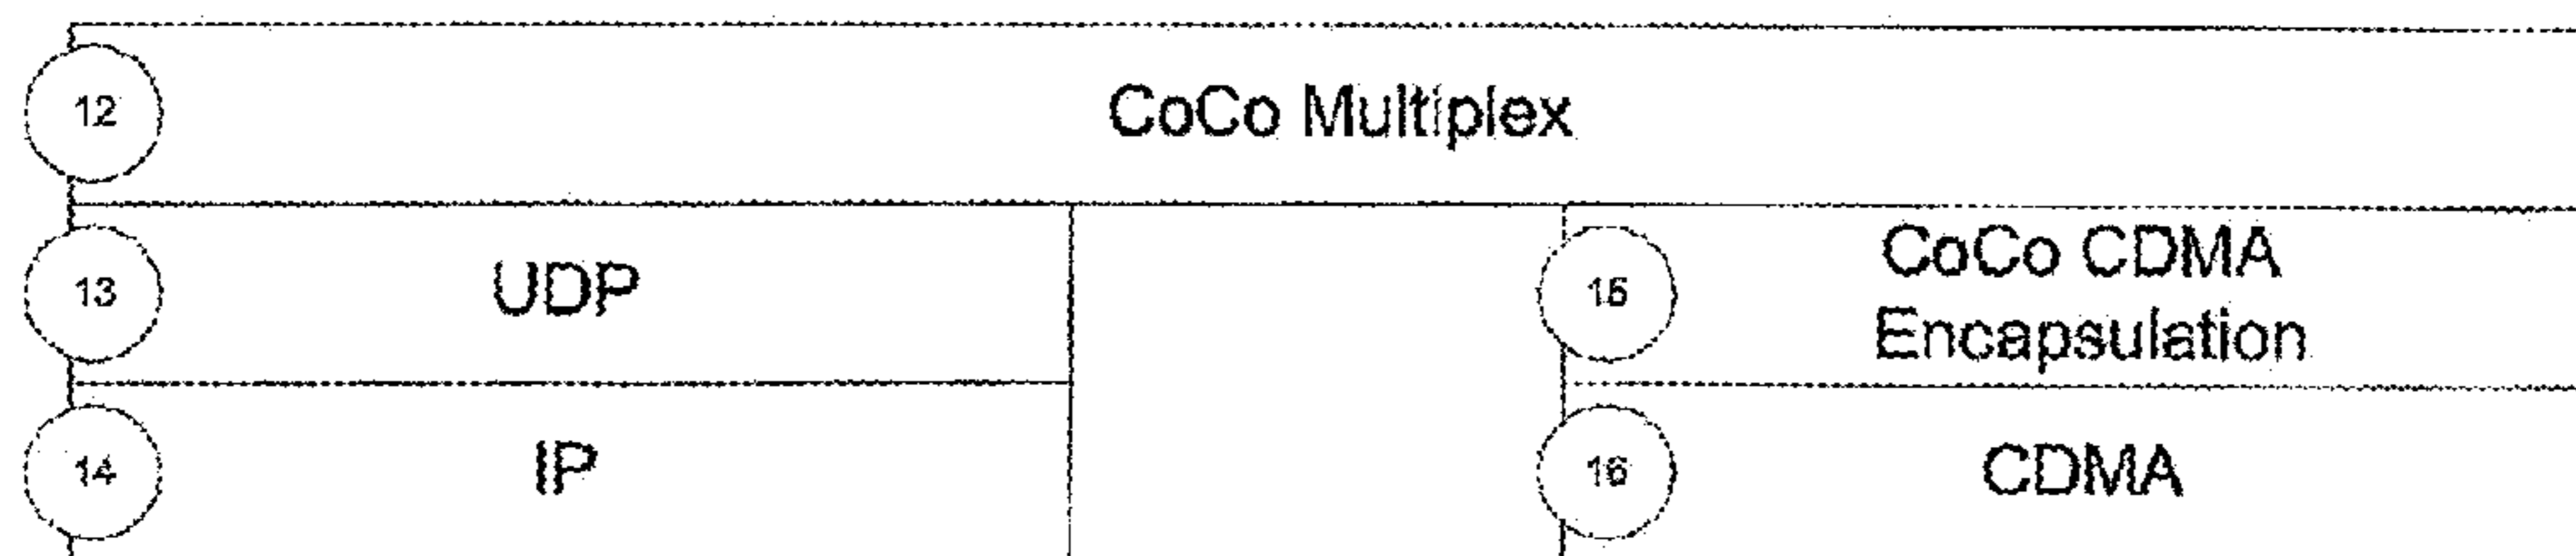 12
CoCo Multiplex
13
UDP
15
CoCo CDMA
Encapsulation
14
IP
16
CDMA